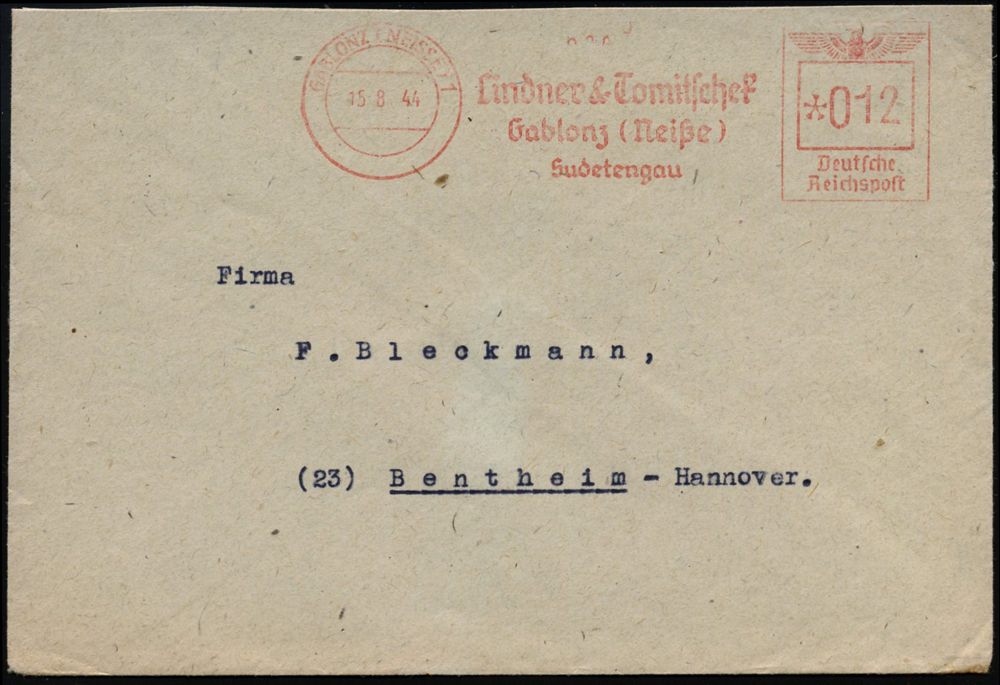 GABLONZ (NEISSE) 1
15 8 44
Lindner & Tomitschek
Gablonz (Neiße)
Sudetengau
*012
Deutsche
Reichspost
Firma
F. Bleckmann,
(23) Bentheim - Hannover.